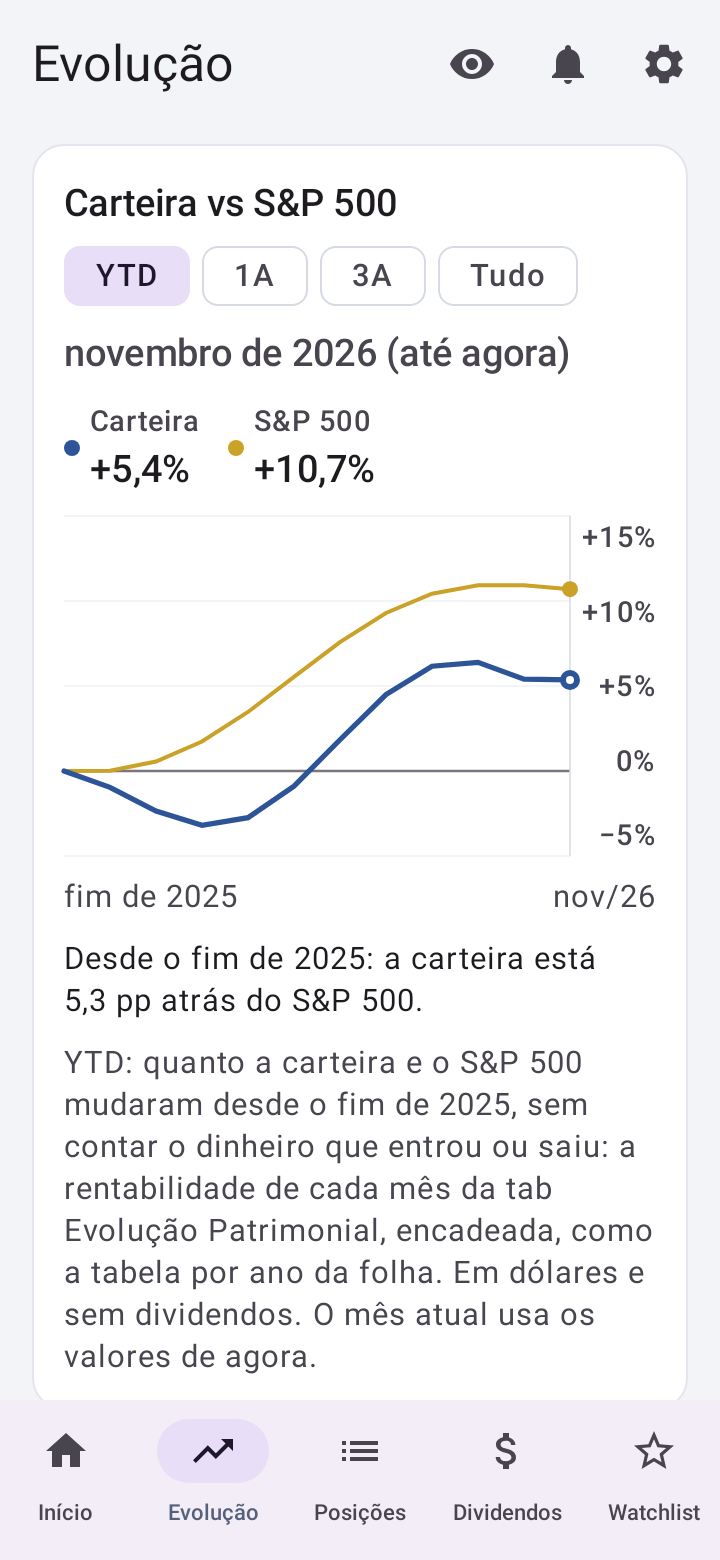 Evolução
Carteira vs S&P 500
YTD
1A
3A
Tudo
novembro de 2026 (até agora)
Carteira
+5,4%
S&P 500
+10,7%
+15%
+10%
+5%
0%
−5%
fim de 2025
nov/26
Desde o fim de 2025: a carteira está
5,3 pp atrás do S&P 500.
YTD: quanto a carteira e o S&P 500
mudaram desde o fim de 2025, sem
contar o dinheiro que entrou ou saiu: a
rentabilidade de cada mês da tab
Evolução Patrimonial, encadeada, como
a tabela por ano da folha. Em dólares e
sem dividendos. O mês atual usa os
valores de agora.
Início
Evolução
Posições
Dividendos
Watchlist